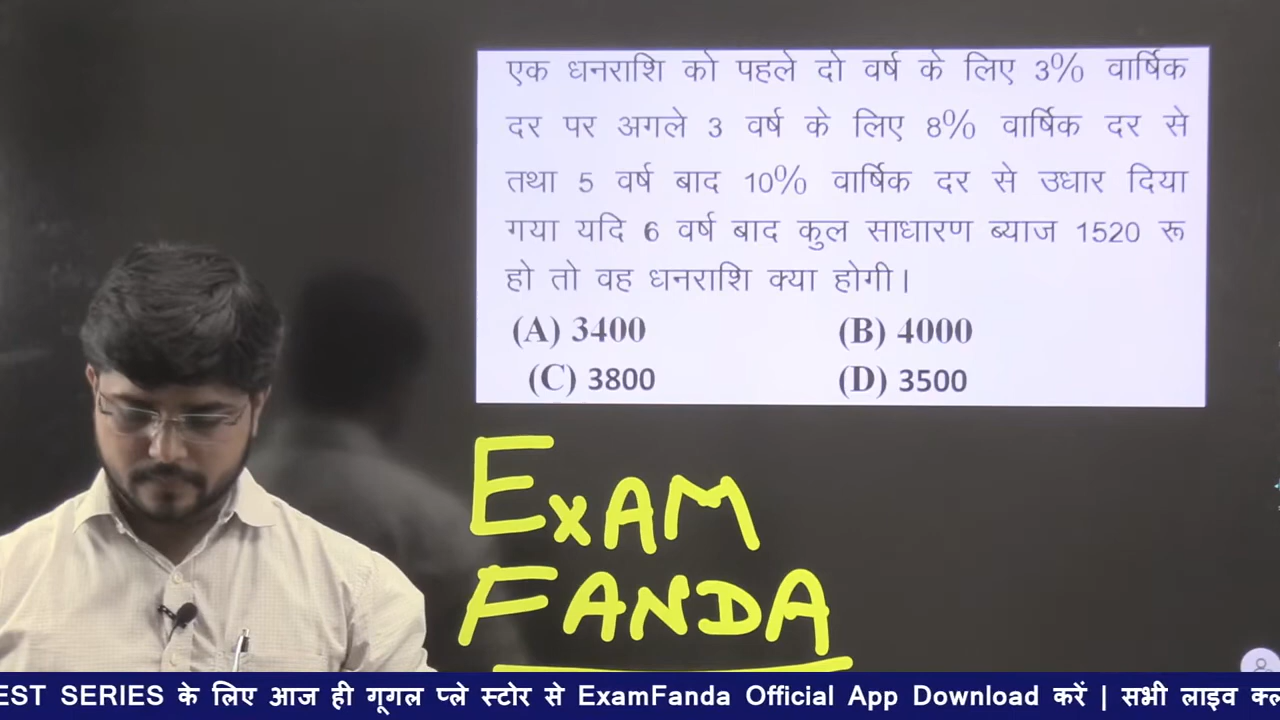 एक धनराशि को पहले दो वर्ष के लिए 3% वार्षिक
दर पर अगले 3 वर्ष के लिए 8% वार्षिक दर से
तथा 5 वर्ष बाद 10% वार्षिक दर से उधार दिया
गया यदि 6 वर्ष बाद कुल साधारण ब्याज 1520 रू
हो तो वह धनराशि क्या होगी।
(A) 3400 (B) 4000
(C) 3800 (D) 3500
EXAM
FANDA
EST SERIES के लिए आज ही गूगल प्ले स्टोर से ExamFanda Official App Download करें | सभी लाइव